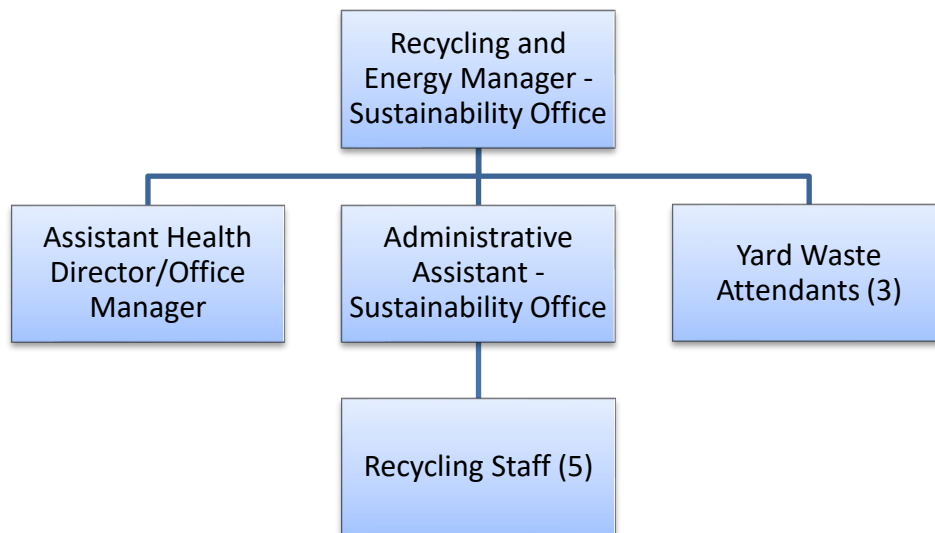 Recycling and
Energy Manager -
Sustainability Office
Assistant Health
Director/Office
Manager
Administrative
Assistant -
Sustainability Office
Yard Waste
Attendants (3)
Recycling Staff (5)